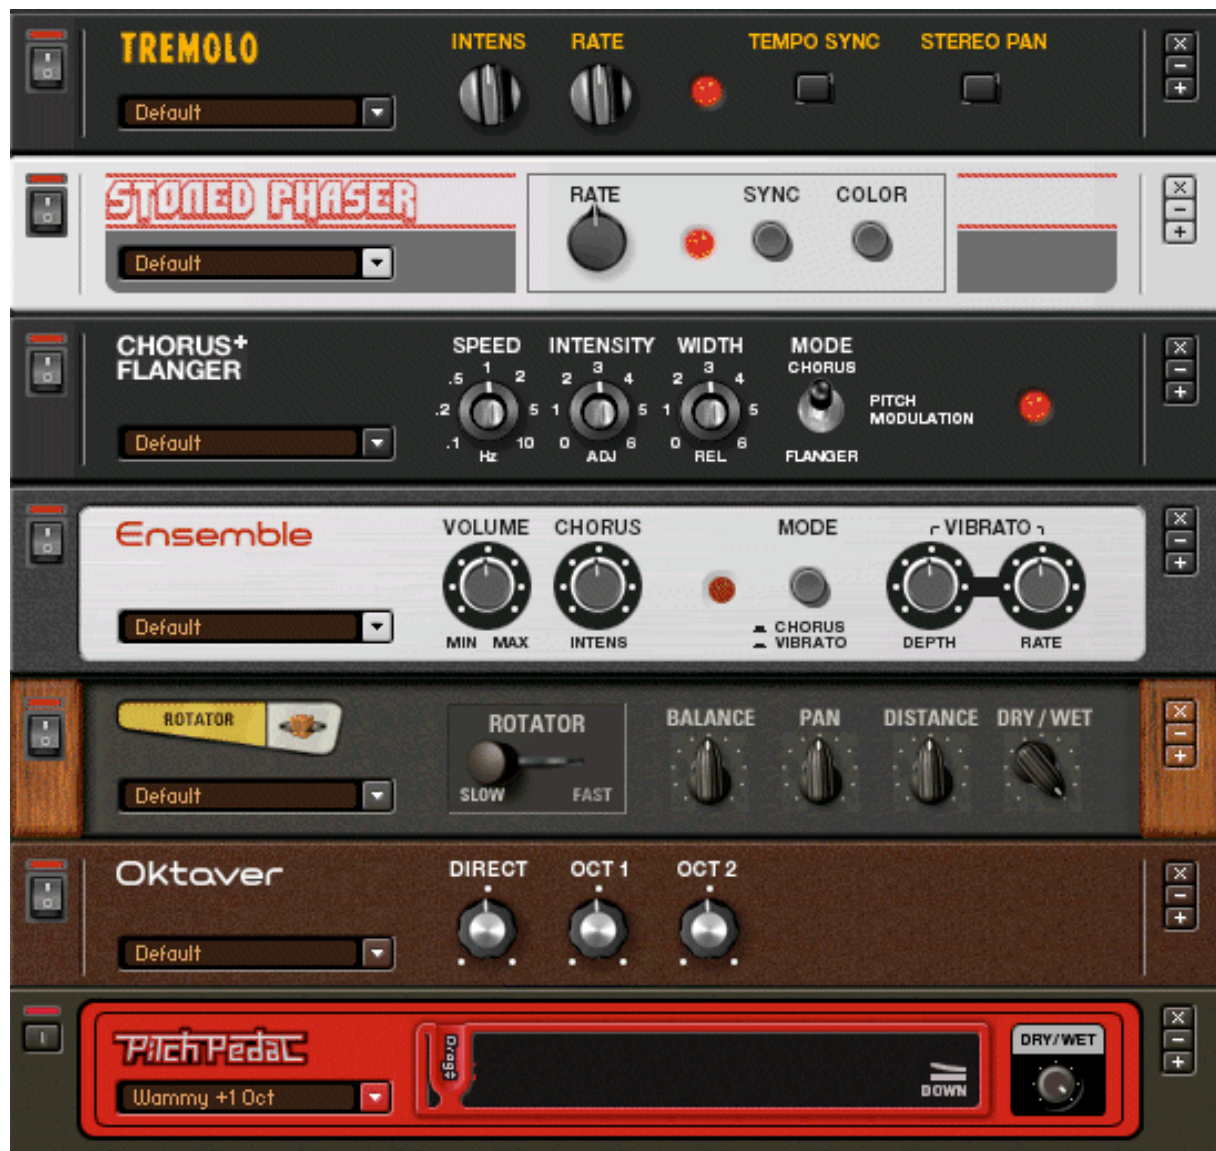 TREMOLO
INTENS RATE TEMPO SYNC STEREO PAN
Default
STONED PHASER
RATE SYNC COLOR
Default
CHORUS+
FLANGER
SPEED INTENSITY WIDTH MODE
CHORUS
.5 1 2 2 3 4 2 3 4
.2 5 1 5 1 5
PITCH
MODULATION
.1 10 0 6 0 6
Hz ADJ REL FLANGER
Default
Ensemble
VOLUME CHORUS MODE VIBRATO
Default
MIN MAX INTENS
CHORUS
VIBRATO
DEPTH RATE
ROTATOR
ROTATOR
SLOW FAST
BALANCE PAN DISTANCE DRY/WET
Default
Oktaver
DIRECT OCT 1 OCT 2
Default
PitchPedal
Wammy +1 Oct
Drag
DOWN
DRY/WET